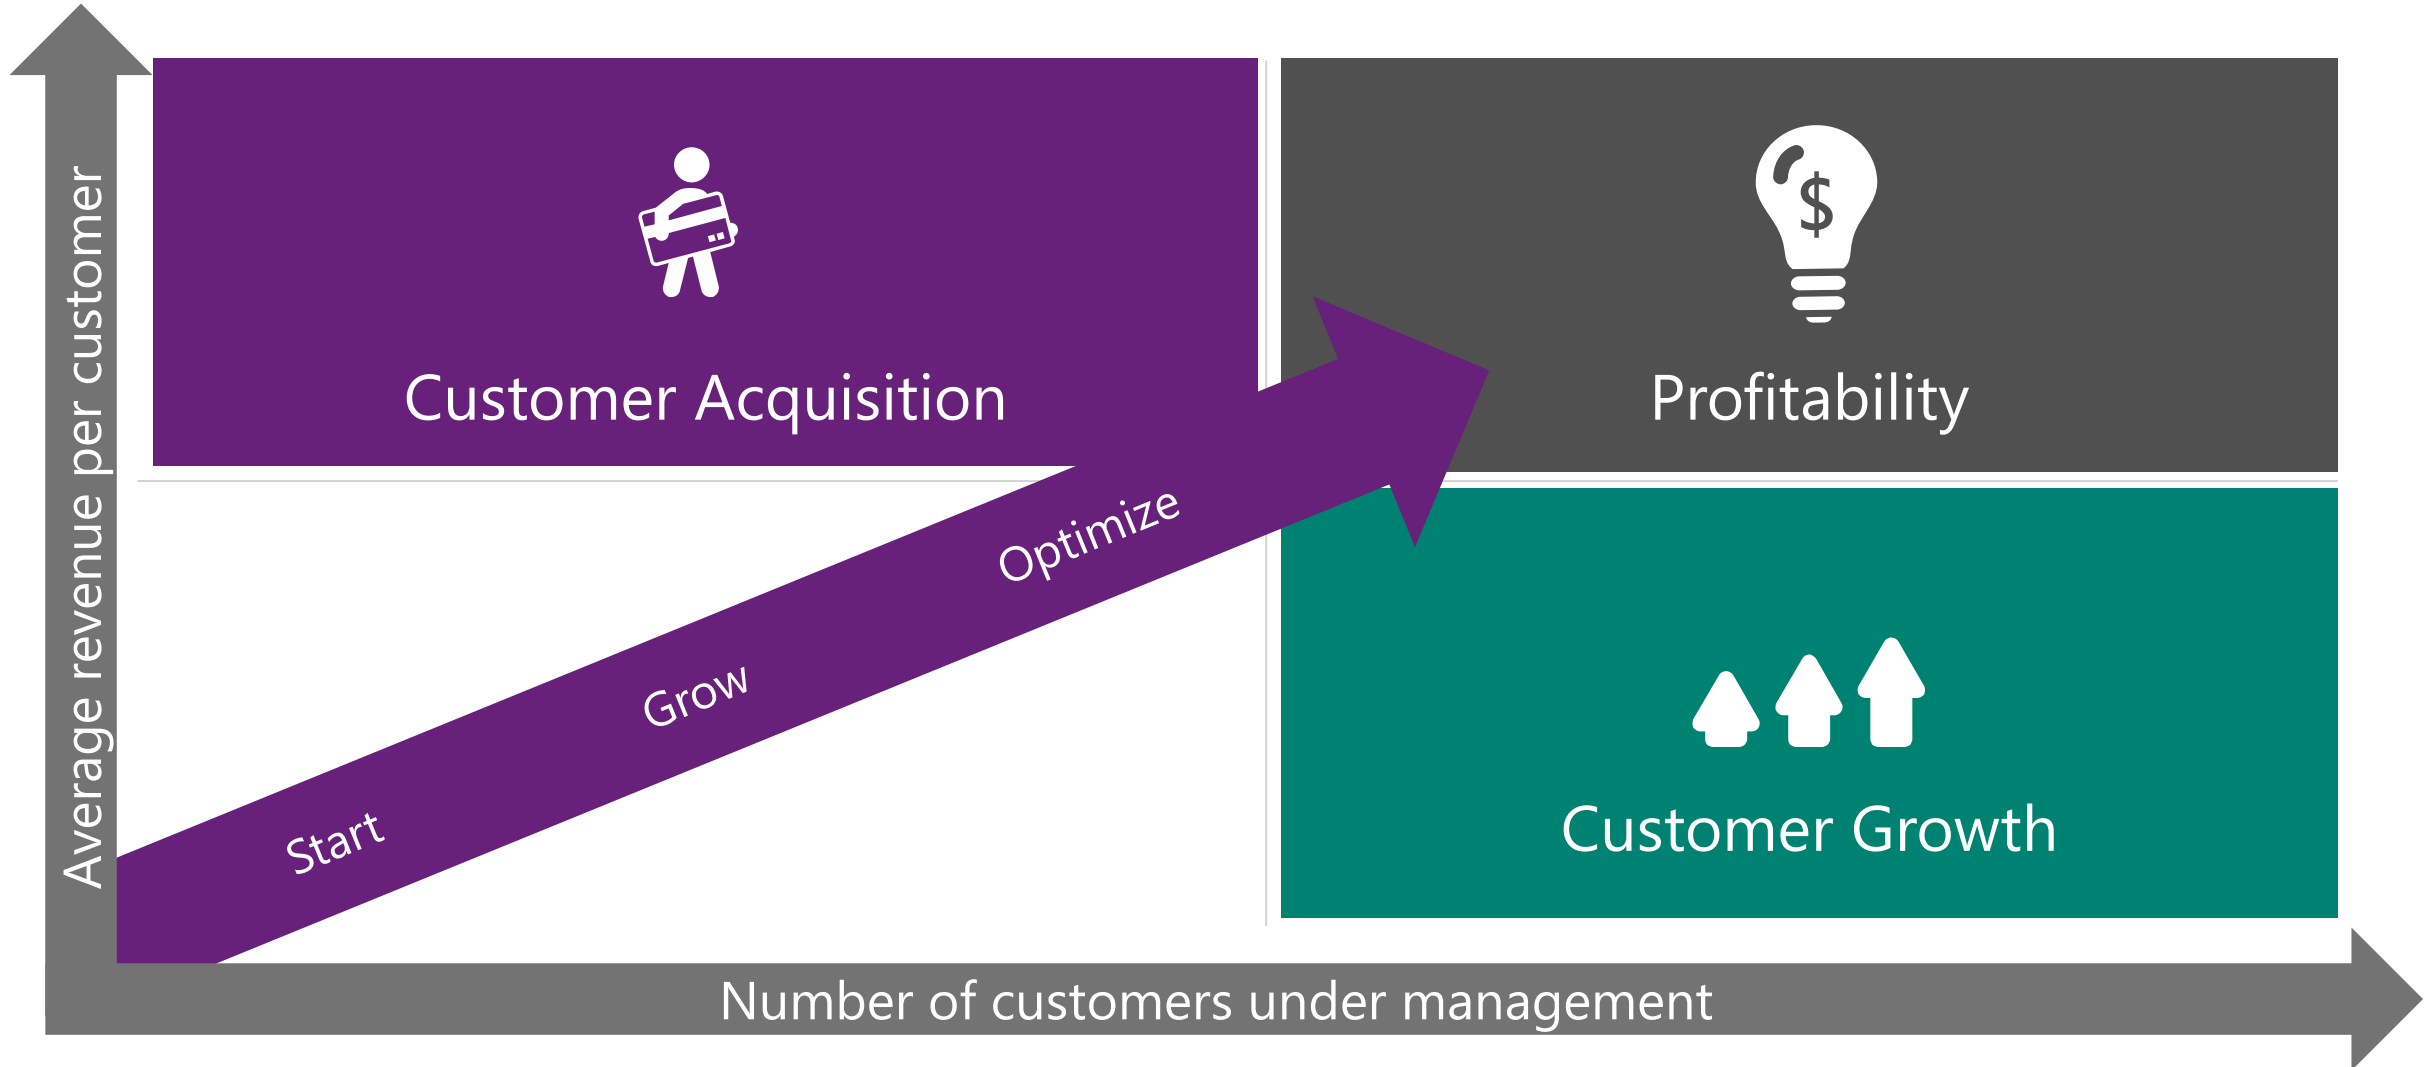 Average revenue per customer
Customer Acquisition
$
Profitability
Start
Grow
Optimize
Customer Growth
Number of customers under management